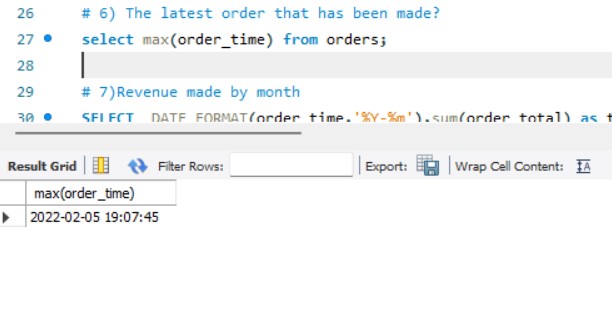 26 # 6) The latest order that has been made?
27 select max(order_time) from orders;
28
29 # 7)Revenue made by month
30 SELECT DATE_FORMAT(order_time,'%Y-%m'),sum(order_total) as t
Result Grid Filter Rows: Export: Wrap Cell Content: IA
max(order_time)
2022-02-05 19:07:45